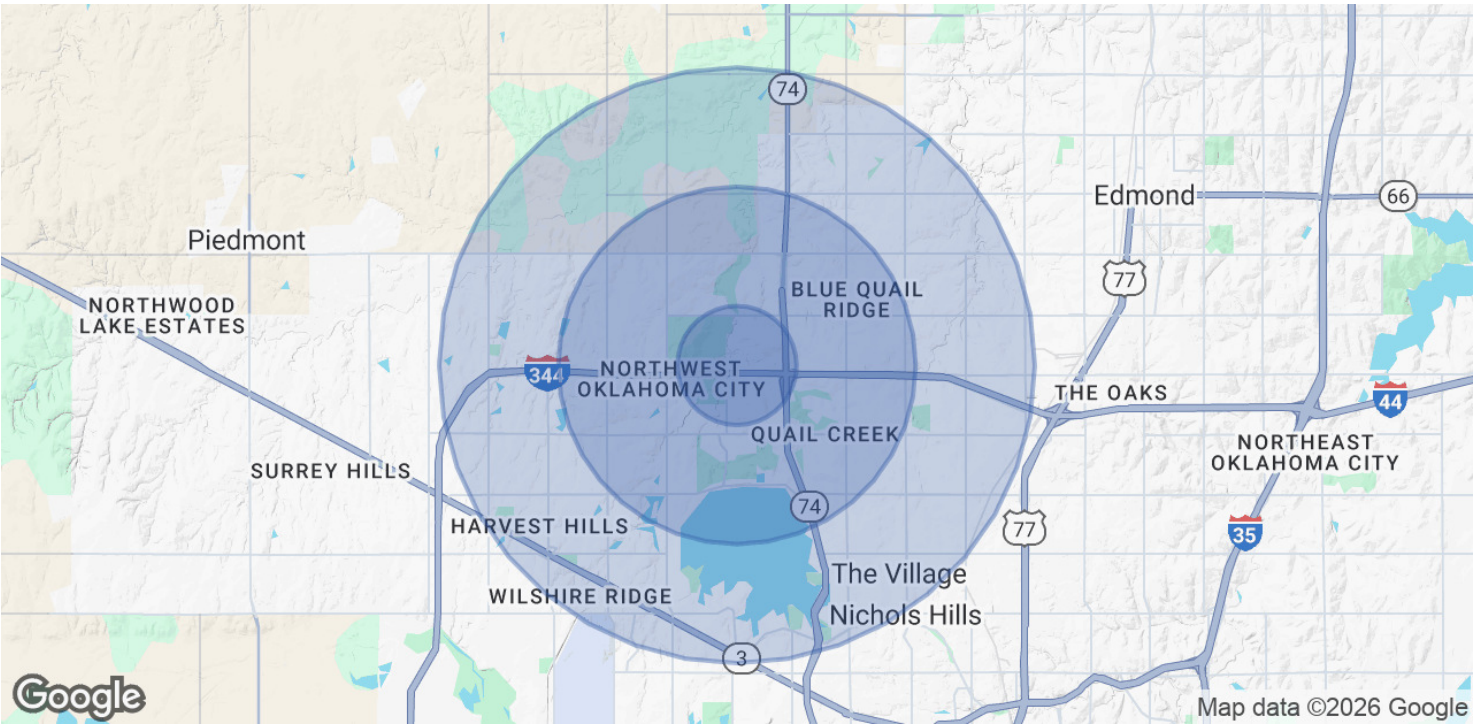 74
Edmond
66
Piedmont
77
BLUE QUAIL
RIDGE
NORTHWOOD
LAKE ESTATES
344
NORTHWEST
OKLAHOMA CITY
THE OAKS
44
QUAIL CREEK
NORTHEAST
OKLAHOMA CITY
SURREY HILLS
74
HARVEST HILLS
77
35
The Village
WILSHIRE RIDGE
Nichols Hills
3
Google
Map data ©2026 Google